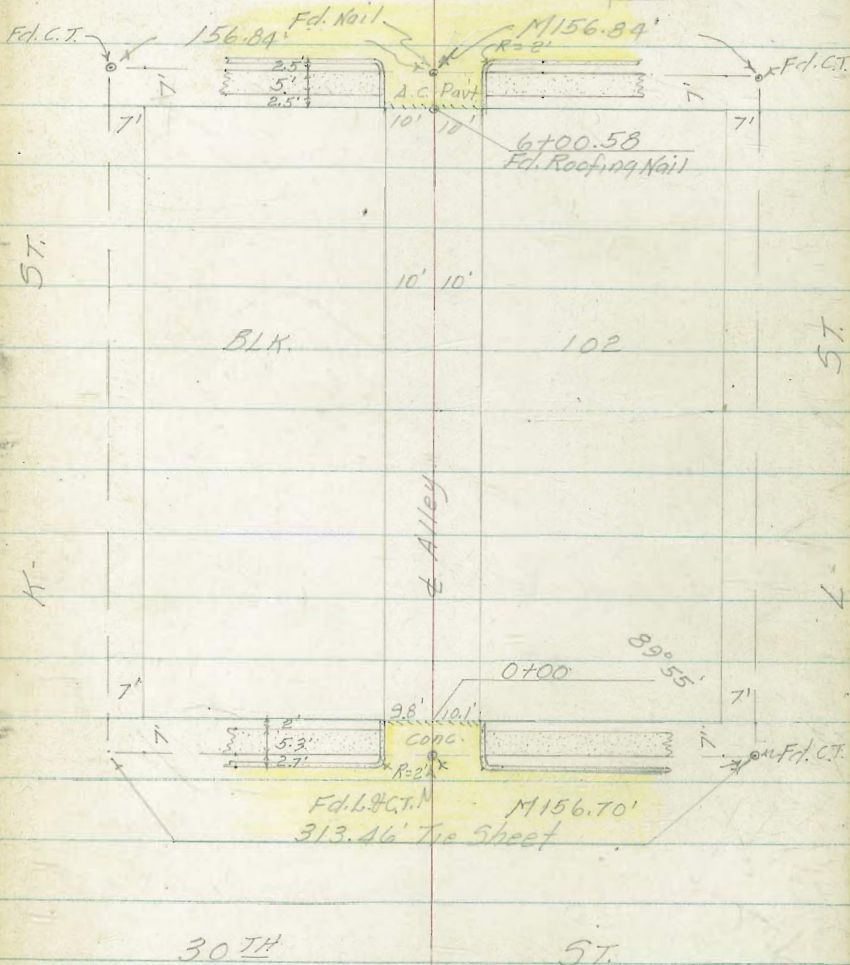 Fd. C.T. 156.84' Fd. Nail M156.84' Fd. C.T.
R=2'
2.5'
5'
2.5'
7' A.C. Pavt. 7'
7' 10' 10' 7'
6+00.58
Fd. Roofing Nail
ST.
10' 10'
BLK. 102
ST.
℄ Alley
K-
L-
89°55'
0+00
7' 7'
9.8' 10.1'
2'
5.3'
2.7'
7' Conc. 7'
R=2' Fd. C.T.
Fd. L.&C.T. M156.70'
313.46' Tie Sheet
30TH ST.